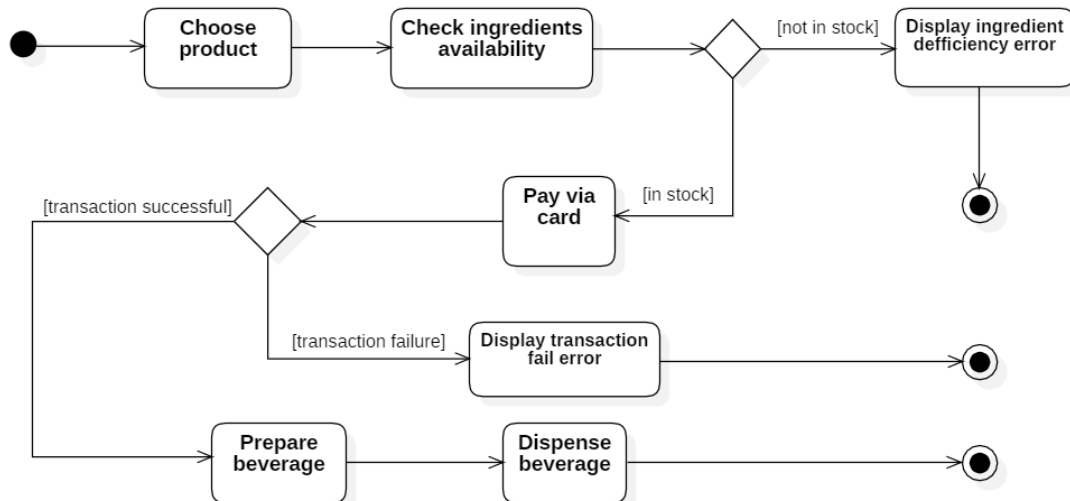 Choose
product
Check ingredients
availability
[not in stock]
Display ingredient
defficiency error
[in stock]
Pay via
card
[transaction successful]
[transaction failure]
Display transaction
fail error
Prepare
beverage
Dispense
beverage